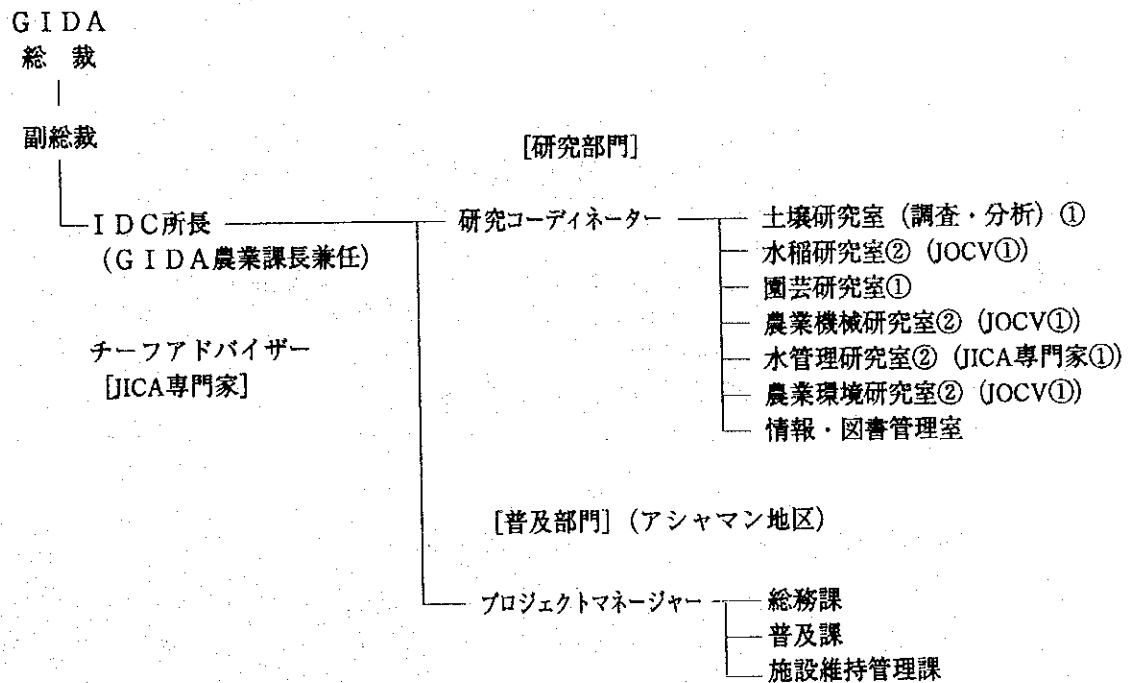 ＧＩＤＡ
総　裁
副総裁
[研究部門]
ＩＤＣ所長
(ＧＩＤＡ農業課長兼任)
研究コーディネーター
土壌研究室（調査・分析）①
水稲研究室②（JOCV①）
園芸研究室①
農業機械研究室②（JOCV①）
水管理研究室②（JICA専門家①）
農業環境研究室②（JOCV①）
情報・図書管理室
チーフアドバイザー
[JICA専門家]
[普及部門]（アシャマン地区）
プロジェクトマネージャー
総務課
普及課
施設維持管理課